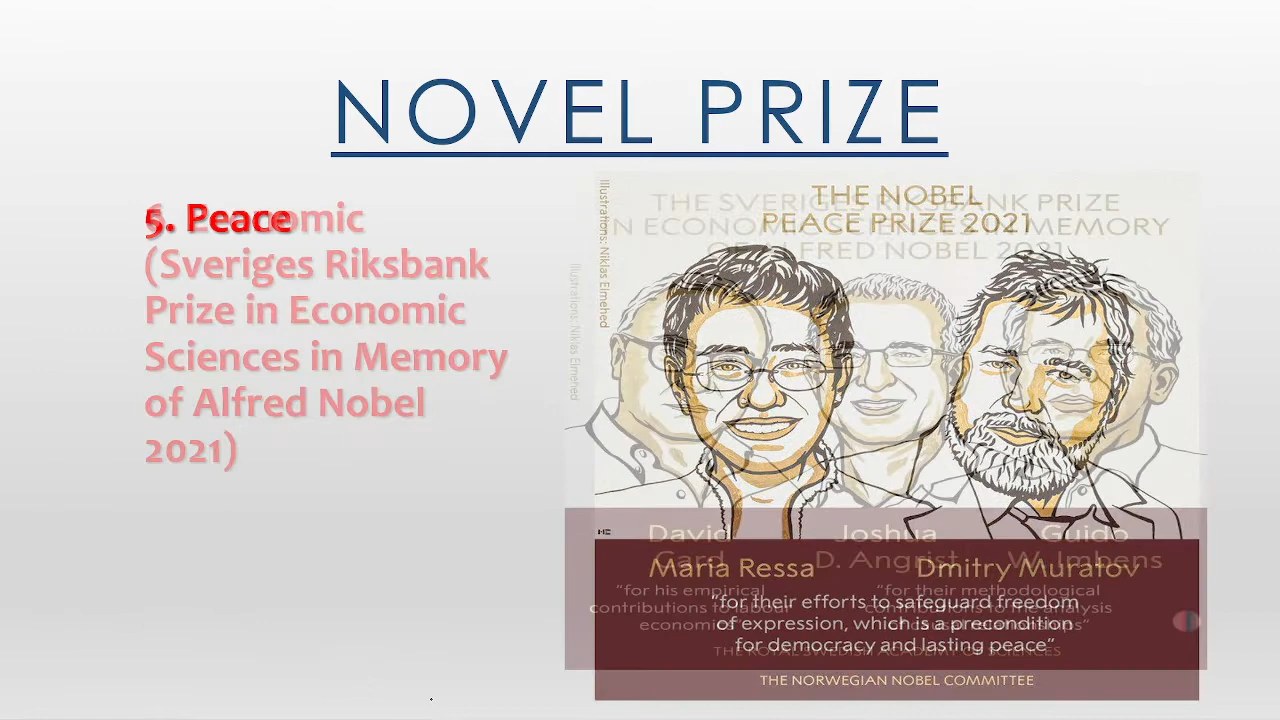 NOVEL PRIZE
5. Peace
6. Economic
(Sveriges Riksbank
Prize in Economic
Sciences in Memory
of Alfred Nobel
2021)
Illustrations: Niklas Elmehed
THE NOBEL
PEACE PRIZE 2021
Maria Ressa
Dmitry Muratov
"for their efforts to safeguard freedom
of expression, which is a precondition
for democracy and lasting peace"
THE NORWEGIAN NOBEL COMMITTEE
Illustrations: Niklas Elmehed
THE SVERIGES RIKSBANK PRIZE
IN ECONOMIC SCIENCES IN MEMORY
OF ALFRED NOBEL 2021
David
Card
Joshua
D. Angrist
Guido
W. Imbens
"for his empirical
contributions to labour
economics"
"for their methodological
contributions to the analysis
of causal relationships"
THE ROYAL SWEDISH ACADEMY OF SCIENCES